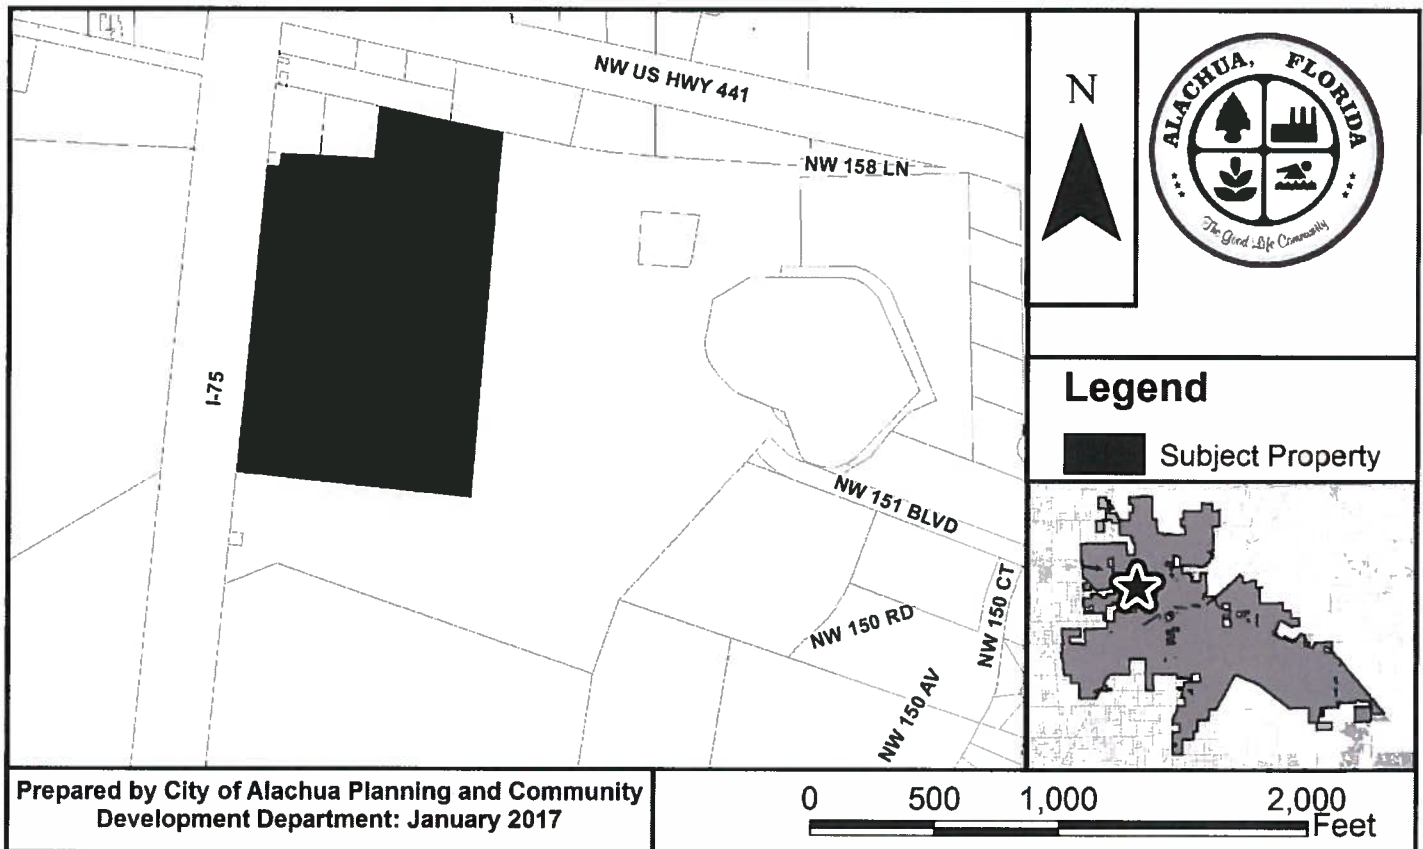 NW US HWY 441
NW 158 LN
I-75
NW 151 BLVD
NW 150 RD
NW 150 CT
NW 150 AV
N
ALACHUA, FLORIDA
The Good Life Community
Legend
Subject Property
Prepared by City of Alachua Planning and Community
Development Department: January 2017
0 500 1,000 2,000
Feet